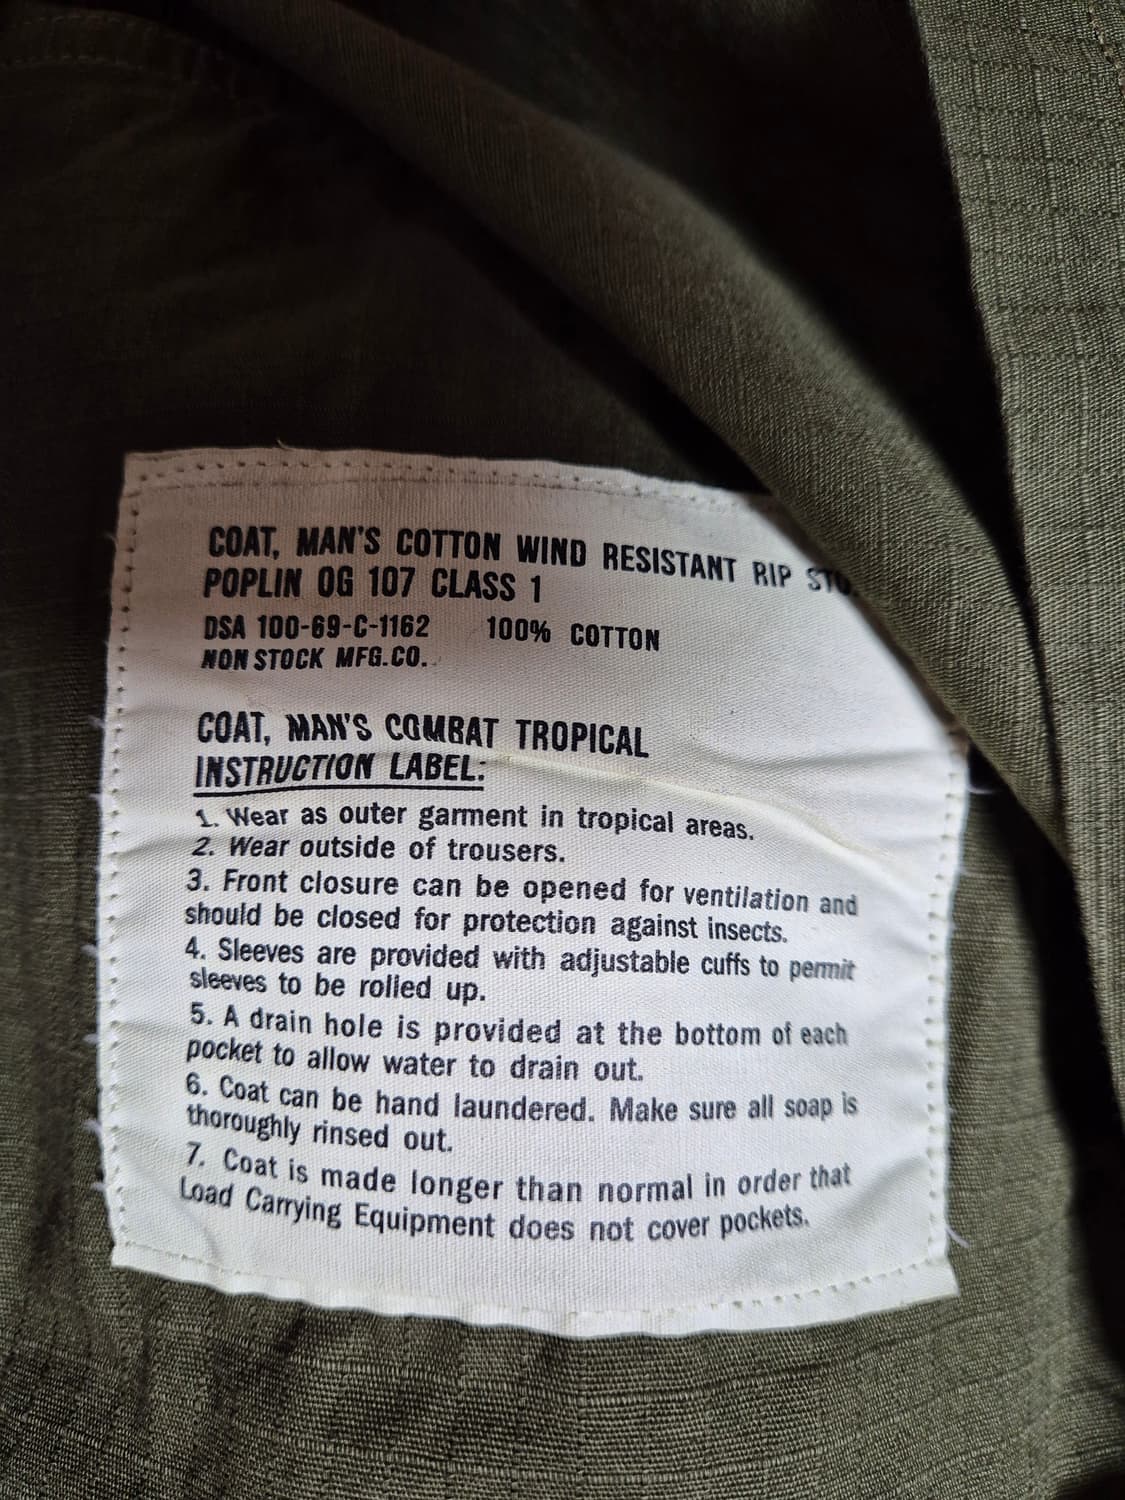 COAT, MAN'S COTTON WIND RESISTANT RIP
POPLIN OG 107 CLASS 1
DSA 100-69-C-1162 100% COTTON
NON STOCK MFG.CO.
COAT, MAN'S COMBAT TROPICAL
INSTRUCTION LABEL:
1. Wear as outer garment in tropical areas.
2. Wear outside of trousers.
3. Front closure can be opened for ventilation and
should be closed for protection against insects.
4. Sleeves are provided with adjustable cuffs to permit
sleeves to be rolled up.
5. A drain hole is provided at the bottom of each
pocket to allow water to drain out.
6. Coat can be hand laundered. Make sure all soap is
thoroughly rinsed out.
7. Coat is made longer than normal in order that
Load Carrying Equipment does not cover pockets.